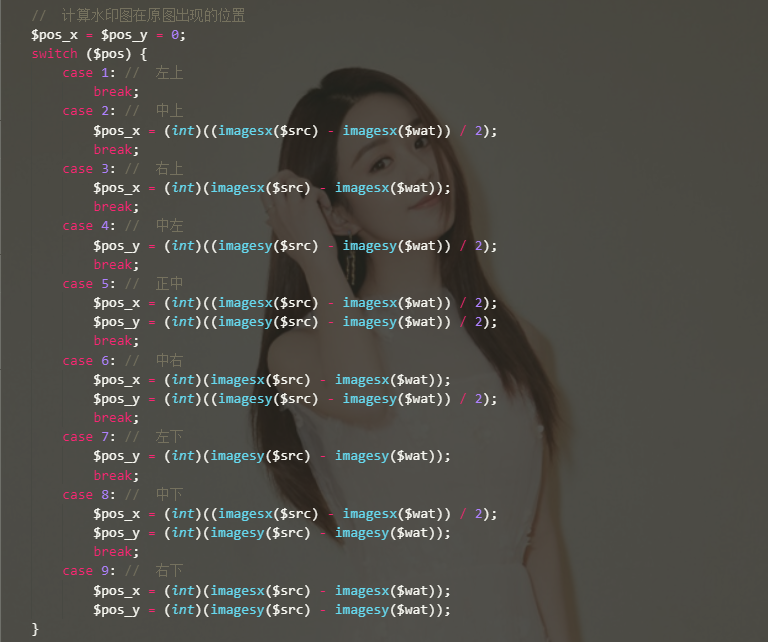 // 计算水印图在原图出现的位置
$pos_x = $pos_y = 0;
switch ($pos) {
    case 1: // 左上
        break;
    case 2: // 中上
        $pos_x = (int)((imagesx($src) - imagesx($wat)) / 2);
        break;
    case 3: // 右上
        $pos_x = (int)(imagesx($src) - imagesx($wat));
        break;
    case 4: // 中左
        $pos_y = (int)((imagesy($src) - imagesy($wat)) / 2);
        break;
    case 5: // 正中
        $pos_x = (int)((imagesx($src) - imagesx($wat)) / 2);
        $pos_y = (int)((imagesy($src) - imagesy($wat)) / 2);
        break;
    case 6: // 中右
        $pos_x = (int)(imagesx($src) - imagesx($wat));
        $pos_y = (int)((imagesy($src) - imagesy($wat)) / 2);
        break;
    case 7: // 左下
        $pos_y = (int)(imagesy($src) - imagesy($wat));
        break;
    case 8: // 中下
        $pos_x = (int)((imagesx($src) - imagesx($wat)) / 2);
        $pos_y = (int)(imagesy($src) - imagesy($wat));
        break;
    case 9: // 右下
        $pos_x = (int)(imagesx($src) - imagesx($wat));
        $pos_y = (int)(imagesy($src) - imagesy($wat));
}